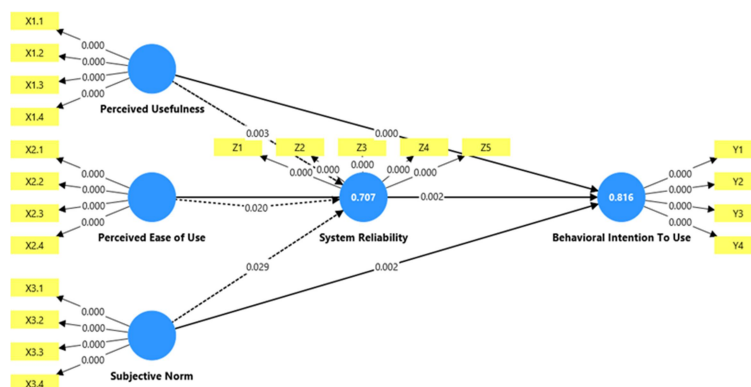 X1.1
0.000
X1.2
0.000
X1.3
0.000
0.000
X1.4
Perceived Usefulness
0.003
0.000
Z1
Z2
Z3
Z4
Z5
0.000
0.000
0.000
0.000
0.000
X2.1
0.000
X2.2
0.000
X2.3
0.000
0.000
X2.4
Perceived Ease of Use
0.020
0.707
System Reliability
0.002
0.816
Behavioral Intention To Use
Y1
0.000
Y2
0.000
Y3
0.000
0.000
Y4
0.029
0.002
X3.1
0.000
X3.2
0.000
X3.3
0.000
0.000
X3.4
Subjective Norm